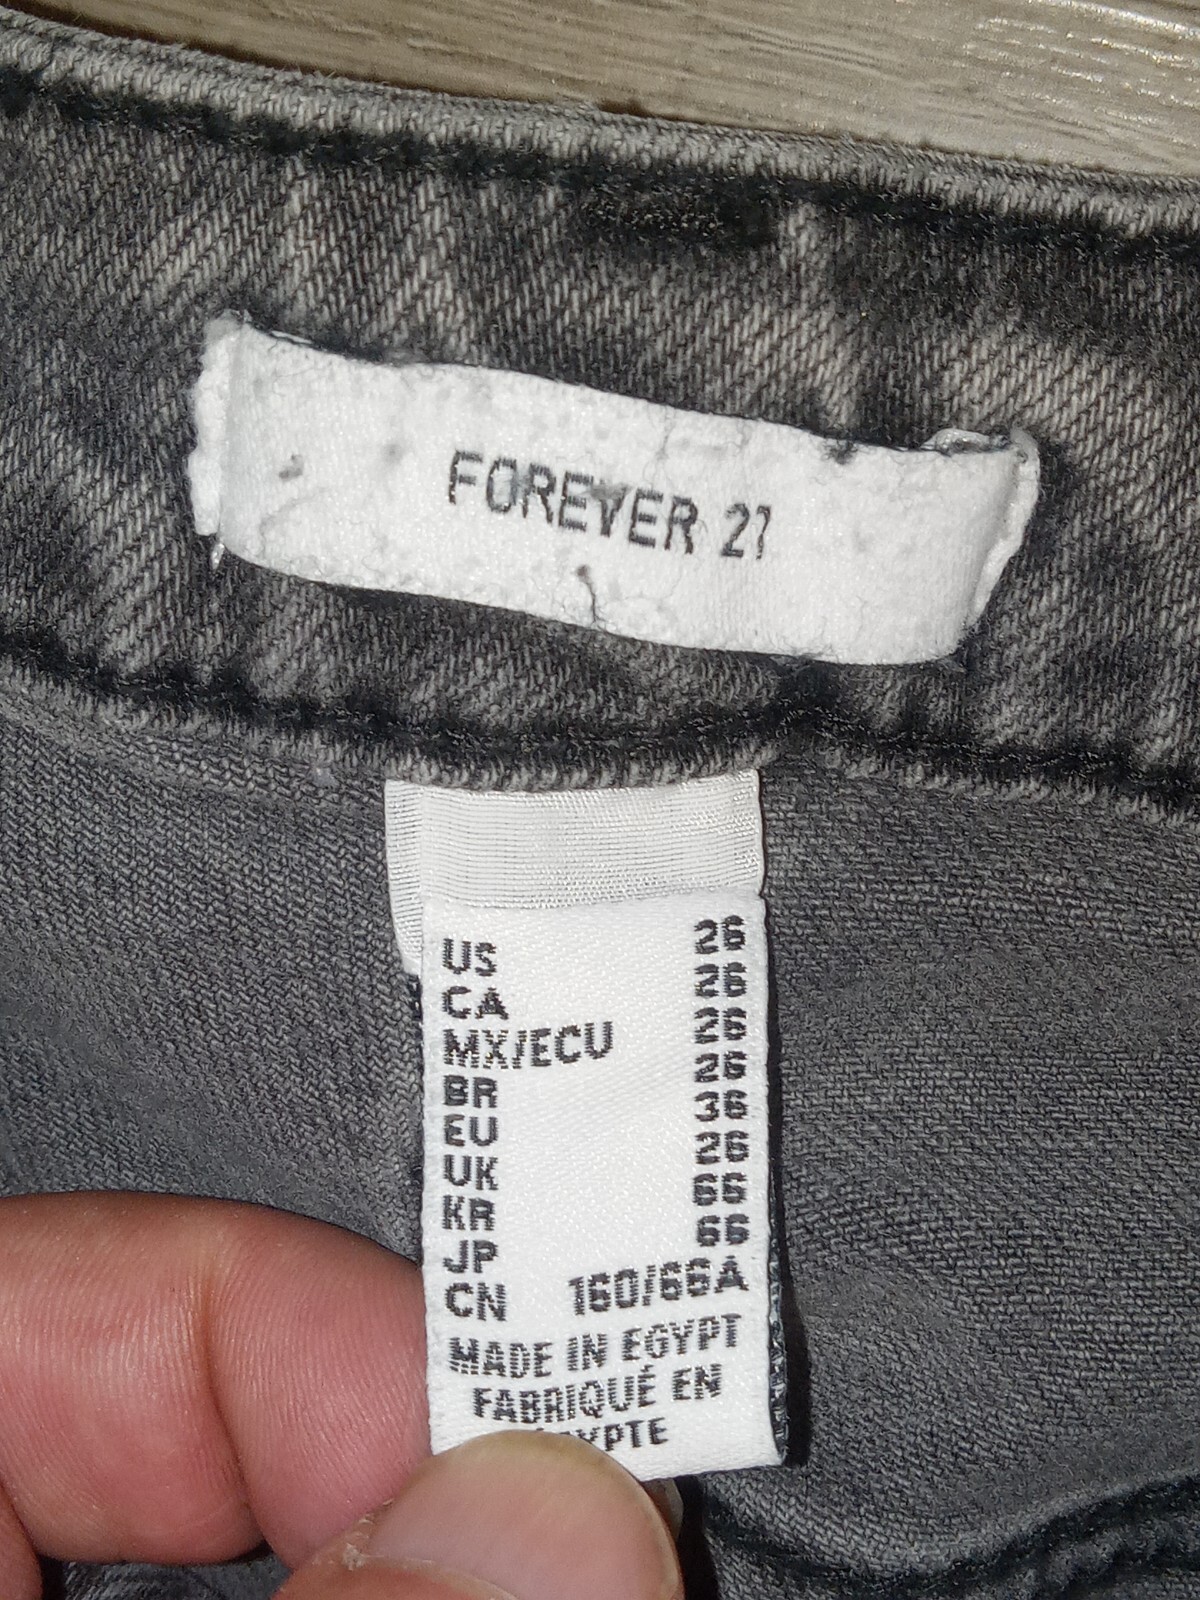 FOREVER 21
US 26
CA 26
MX/ECU 26
BR 26
EU 36
UK 26
KR 66
JP 66
CN 160/66A
MADE IN EGYPT
FABRIQUÉ EN